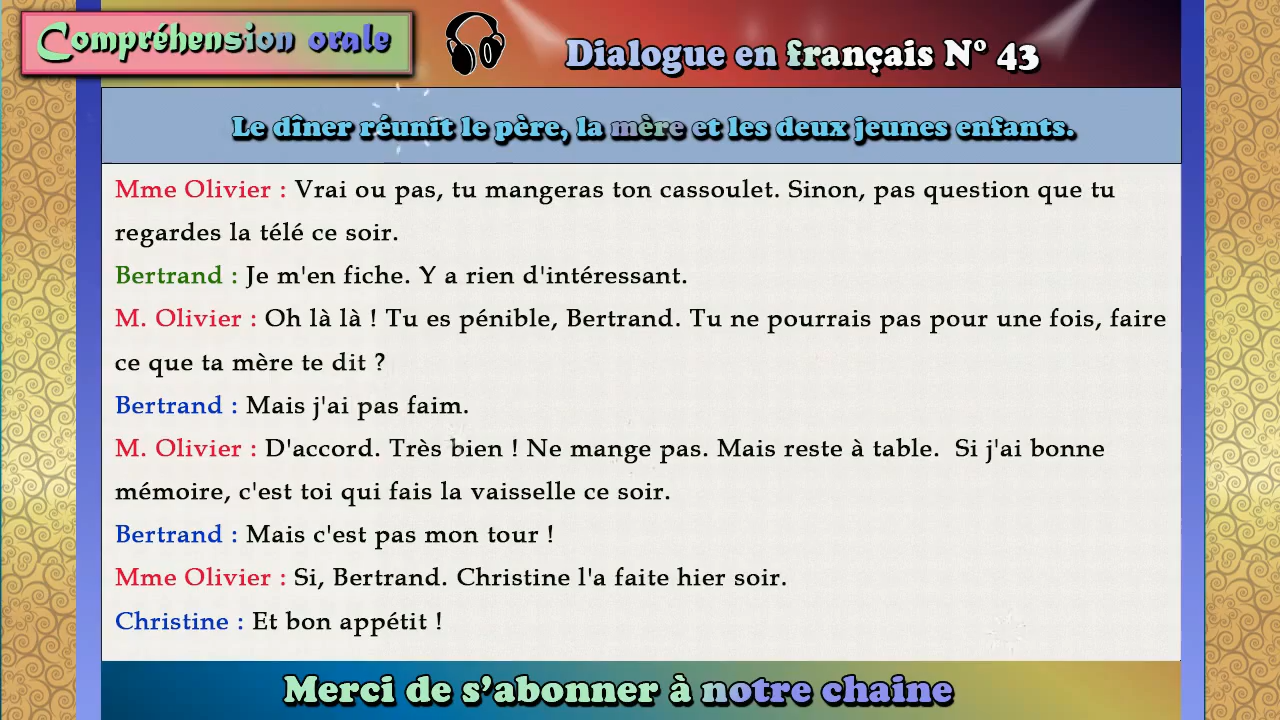 Compréhension orale
Dialogue en français N° 43
Le dîner réunit le père, la mère et les deux jeunes enfants.
Mme Olivier : Vrai ou pas, tu mangeras ton cassoulet. Sinon, pas question que tu
regardes la télé ce soir.
Bertrand : Je m'en fiche. Y a rien d'intéressant.
M. Olivier : Oh là là ! Tu es pénible, Bertrand. Tu ne pourrais pas pour une fois, faire
ce que ta mère te dit ?
Bertrand : Mais j'ai pas faim.
M. Olivier : D'accord. Très bien ! Ne mange pas. Mais reste à table.  Si j'ai bonne
mémoire, c'est toi qui fais la vaisselle ce soir.
Bertrand : Mais c'est pas mon tour !
Mme Olivier : Si, Bertrand. Christine l'a faite hier soir.
Christine : Et bon appétit !
Merci de s’abonner à notre chaine